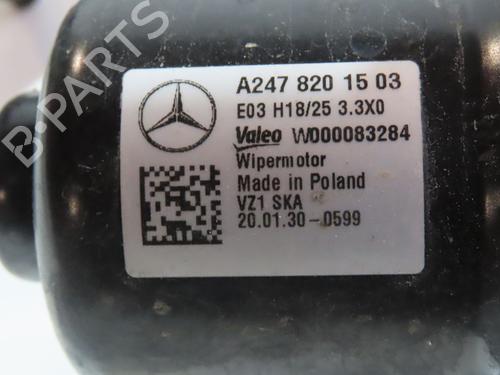 A247 820 15 03
E03 H18/25 3.3X0
Valeo W000083284
Wipermotor
Made in Poland
VZ1 SKA
20.01.30-0599
B-PARTS